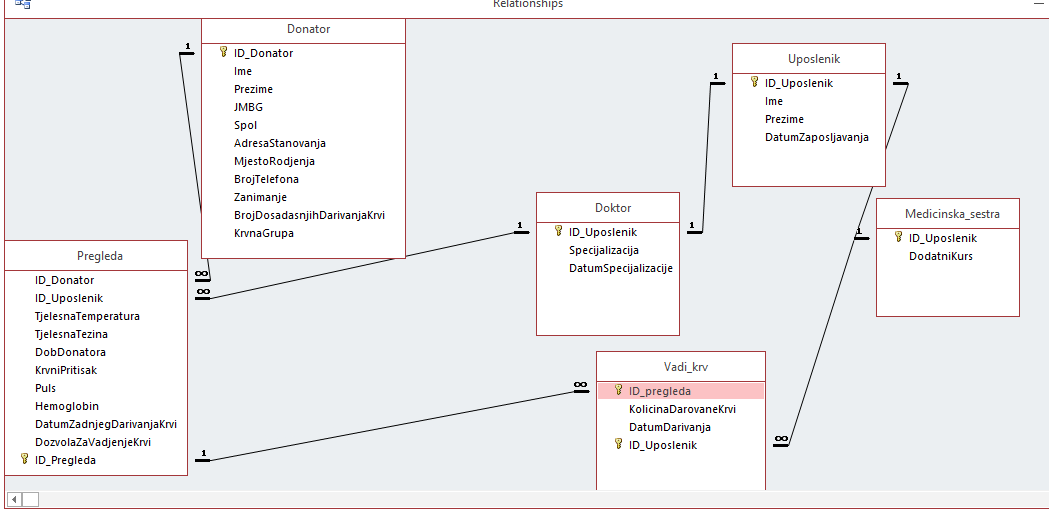 Relationships
Donator
ID_Donator
Ime
Prezime
JMBG
Spol
AdresaStanovanja
MjestoRodjenja
BrojTelefona
Zanimanje
BrojDosadasnjihDarivanjaKrvi
KrvnaGrupa
Uposlenik
ID_Uposlenik
Ime
Prezime
DatumZaposljavanja
Doktor
ID_Uposlenik
Specijalizacija
DatumSpecijalizacije
Medicinska_sestra
ID_Uposlenik
DodatniKurs
Pregleda
ID_Donator
ID_Uposlenik
TjelesnaTemperatura
TjelesnaTezina
DobDonatora
KrvniPritisak
Puls
Hemoglobin
DatumZadnjegDarivanjaKrvi
DozvolaZaVadjenjeKrvi
ID_Pregleda
Vadi_krv
ID_pregleda
KolicinaDarovaneKrvi
DatumDarivanja
ID_Uposlenik
1
∞
∞
1
1
1
1
1
∞
1
∞